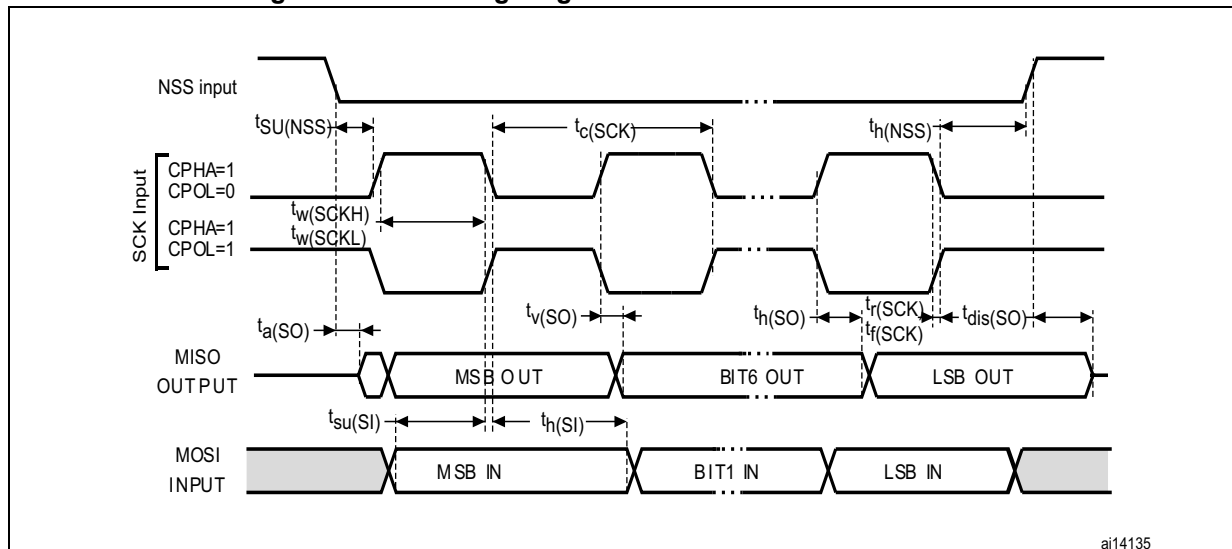 NSS input
tSU(NSS)
tc(SCK)
th(NSS)
SCK Input
CPHA=1
CPOL=0
tw(SCKH)
tw(SCKL)
CPHA=1
CPOL=1
ta(SO)
tv(SO)
th(SO)
tr(SCK)
tf(SCK)
tdis(SO)
MISO
OUTPUT
MSB OUT
BIT6 OUT
LSB OUT
tsu(SI)
th(SI)
MOSI
INPUT
MSB IN
BIT1 IN
LSB IN
ai14135